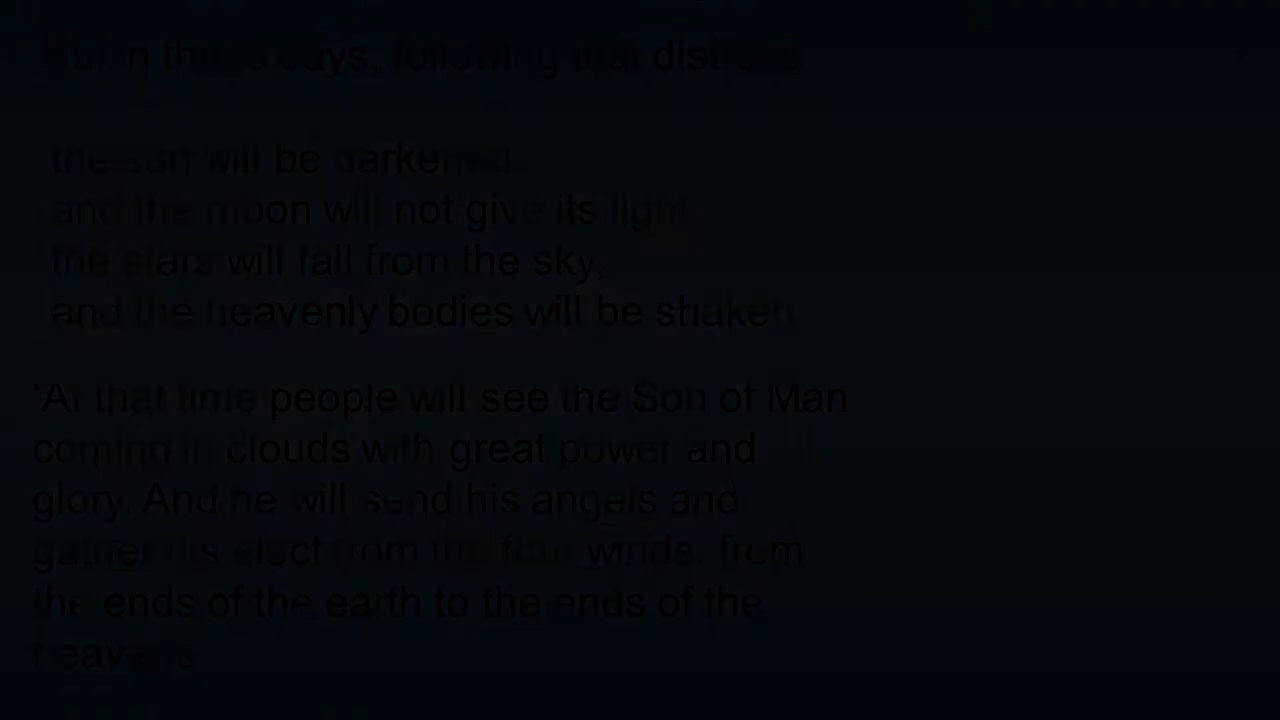 But in those days, following that distress
the sun will be darkened
and the moon will not give its light
the stars will fall from the sky,
and the heavenly bodies will be shaken
'At that time people will see the Son of Man
coming in clouds with great power and
glory. And he will send his angels and
gather his elect from the four winds, from
the ends of the earth to the ends of the
heavens